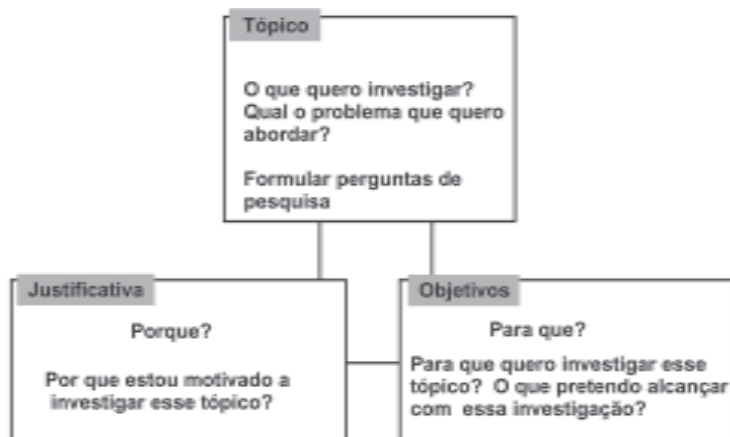 Tópico
O que quero investigar?
Qual o problema que quero
abordar?
Formular perguntas de
pesquisa
Justificativa
Porque?
Por que estou motivado a
investigar esse tópico?
Objetivos
Para que?
Para que quero investigar esse
tópico? O que pretendo alcançar
com essa investigação?